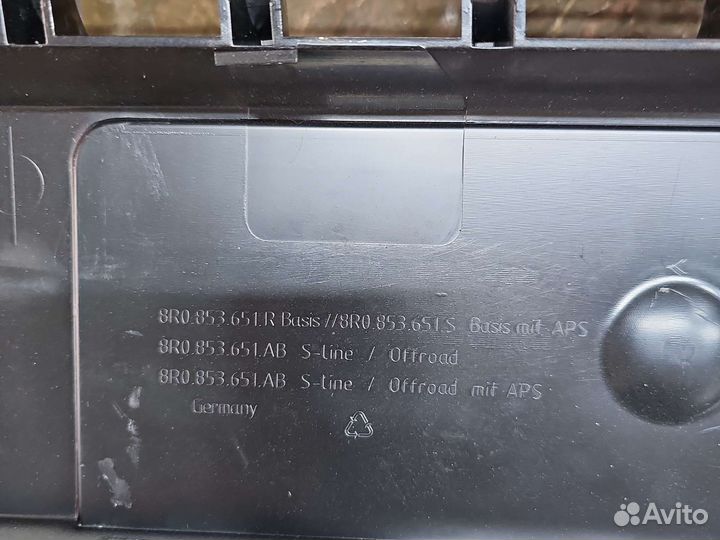 8R0.853.651.R Basis //8R0.853.651.S Basis mit APS
8R0.853.651.AB S-line / Offroad
8R0.853.651.AB S-line / Offroad mit APS
Germany
Avito